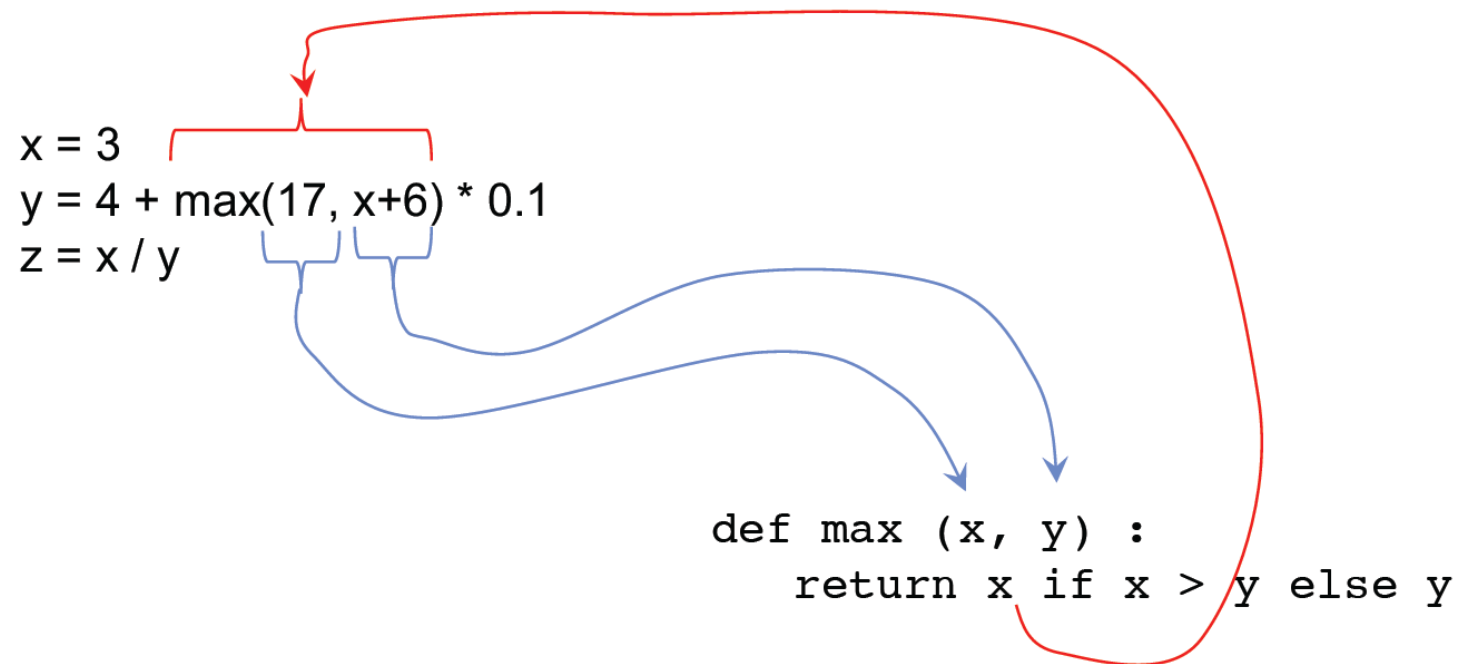 x = 3
y = 4 + max(17, x+6) * 0.1
z = x / y
def max (x, y) :
return x if x > y else y